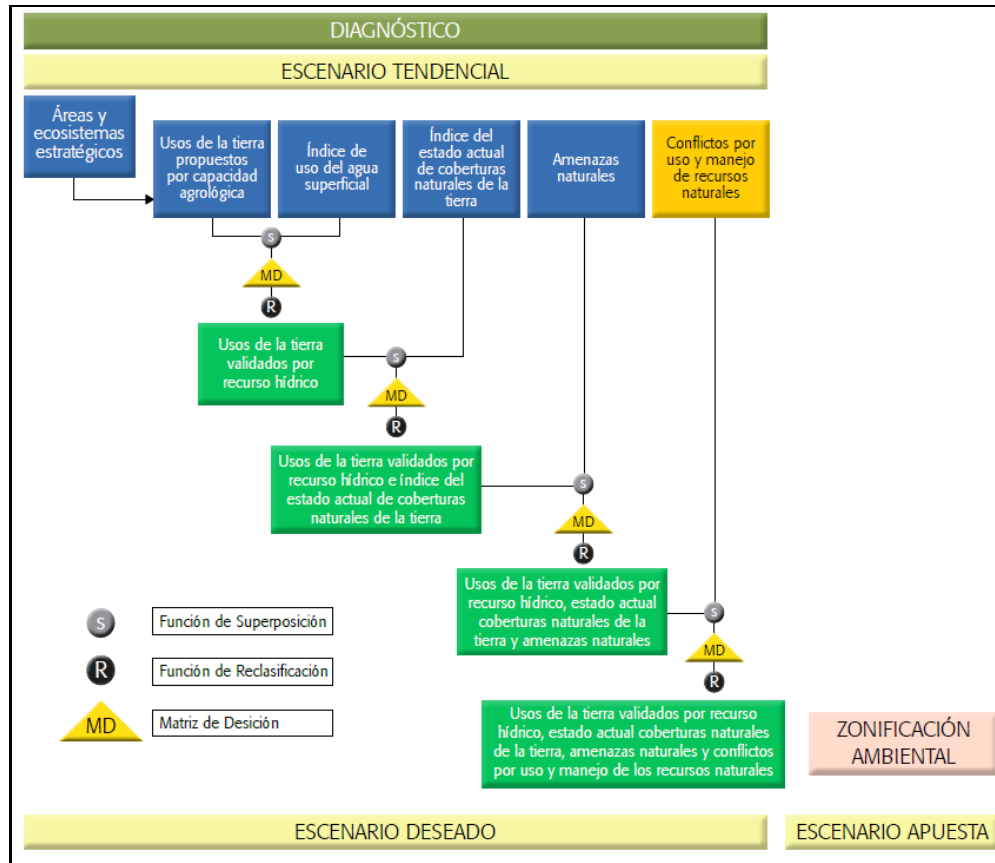 DIAGNÓSTICO
ESCENARIO TENDENCIAL
Áreas y
ecosistemas
estratégicos
Usos de la tierra
propuestos
por capacidad
agrológica
Índice de
uso del agua
superficial
Índice del
estado actual
de coberturas
naturales de la
tierra
Amenazas
naturales
Conflictos por
uso y manejo
de recursos
naturales
S
MD
R
Usos de la tierra
validados por
recurso hídrico
S
MD
R
Usos de la tierra validados por
recurso hídrico e índice del
estado actual de coberturas
naturales de la tierra
S
MD
R
Usos de la tierra validados por
recurso hídrico, estado actual
coberturas naturales de la
tierra y amenazas naturales
S
MD
R
S
Función de Superposición
R
Función de Reclasificación
MD
Matriz de Desición
Usos de la tierra validados por recurso
hídrico, estado actual coberturas naturales
de la tierra, amenazas naturales y conflictos
por uso y manejo de los recursos naturales
ZONIFICACIÓN
AMBIENTAL
ESCENARIO DESEADO
ESCENARIO APUESTA